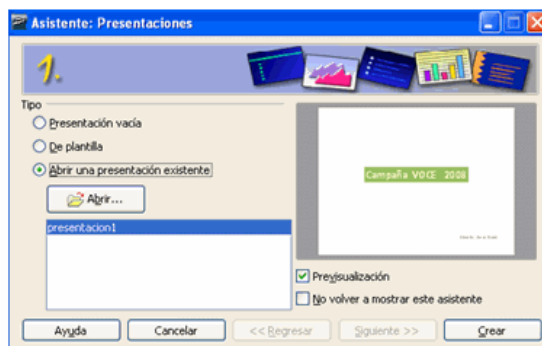 Asistente: Presentaciones
1.
Tipo
Presentación vacía
De plantilla
Abrir una presentación existente
Abrir...
presentacion1
Campaña VOCE 2008
Previsualización
No volver a mostrar este asistente
Ayuda
Cancelar
<< Regresar
Siguiente >>
Crear